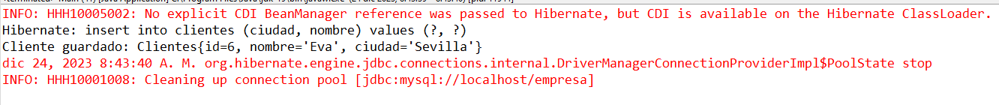 INFO: HHH10005002: No explicit CDI BeanManager reference was passed to Hibernate, but CDI is available on the Hibernate ClassLoader.
Hibernate: insert into clientes (ciudad, nombre) values (?, ?)
Cliente guardado: Clientes{id=6, nombre='Eva', ciudad='Sevilla'}
dic 24, 2023 8:43:40 A. M. org.hibernate.engine.jdbc.connections.internal.DriverManagerConnectionProviderImpl$PoolState stop
INFO: HHH10001008: Cleaning up connection pool [jdbc:mysql://localhost/empresa]